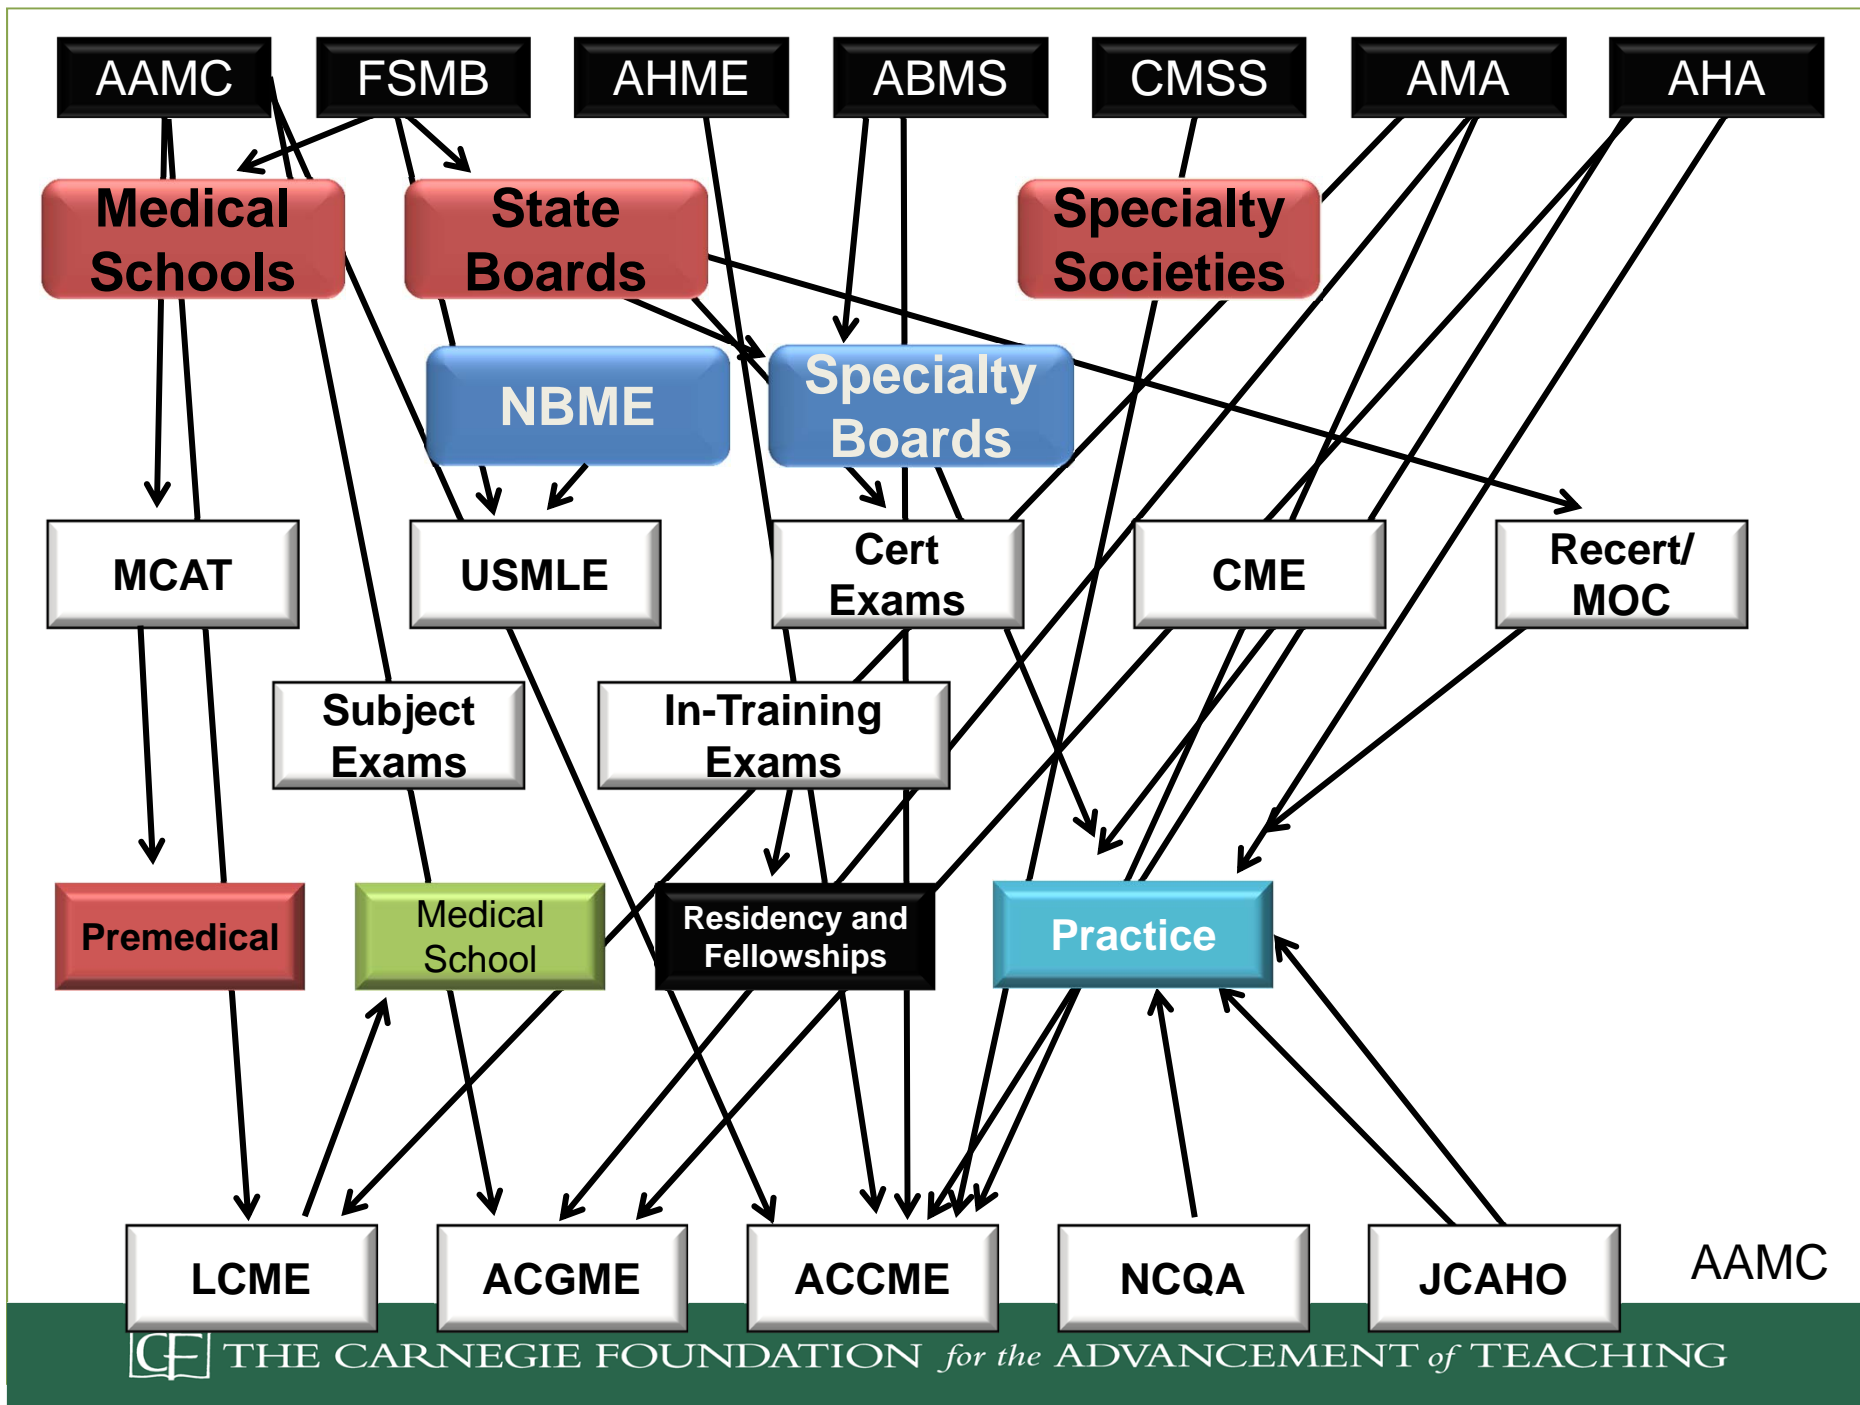 AAMC
FSMB
AHME
ABMS
CMSS
AMA
AHA
Medical
Schools
State
Boards
Specialty
Societies
NBME
Specialty
Boards
MCAT
USMLE
Cert
Exams
CME
Recert/
MOC
Subject
Exams
In-Training
Exams
Premedical
Medical
School
Residency and
Fellowships
Practice
LCME
ACGME
ACCME
NCQA
JCAHO
AAMC
CF THE CARNEGIE FOUNDATION for the ADVANCEMENT of TEACHING